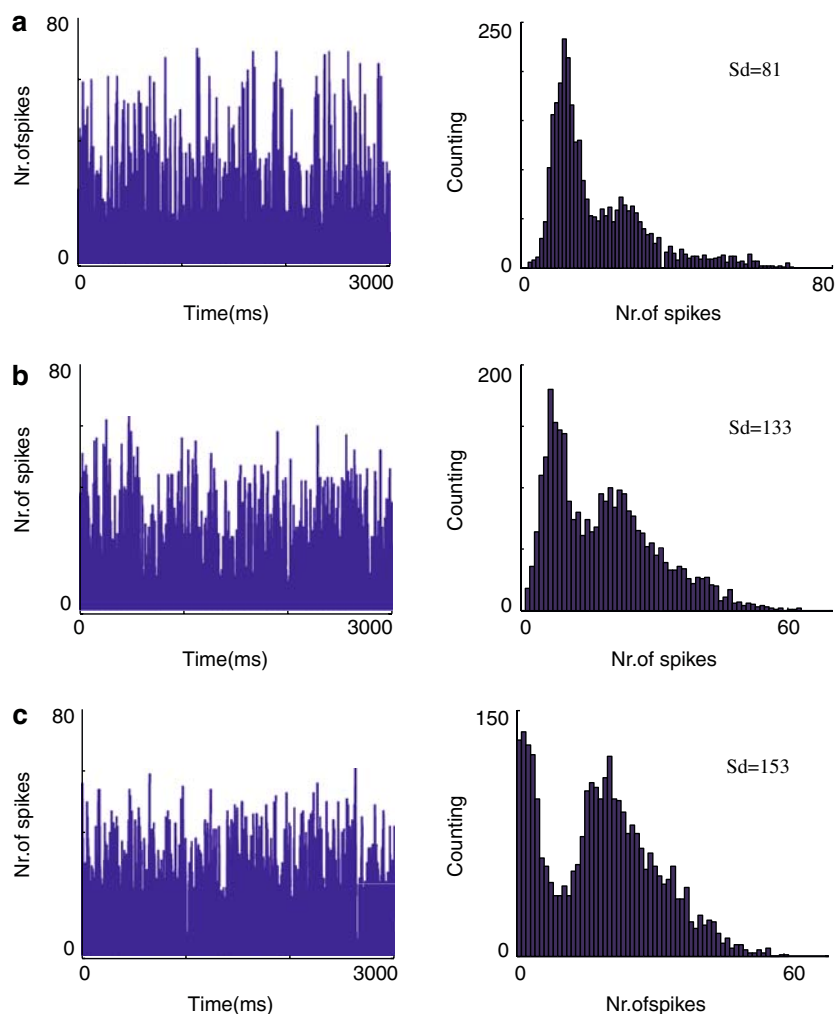 a
80
Nr.ofspikes
0
0
3000
Time(ms)
250
Counting
Sd=81
0
0
80
Nr.of spikes
b
80
Nr.of spikes
0
0
3000
Time(ms)
200
Counting
Sd=133
0
0
60
Nr.of spikes
c
80
Nr.of spikes
0
0
3000
Time(ms)
150
Counting
Sd=153
0
0
60
Nr.ofspikes